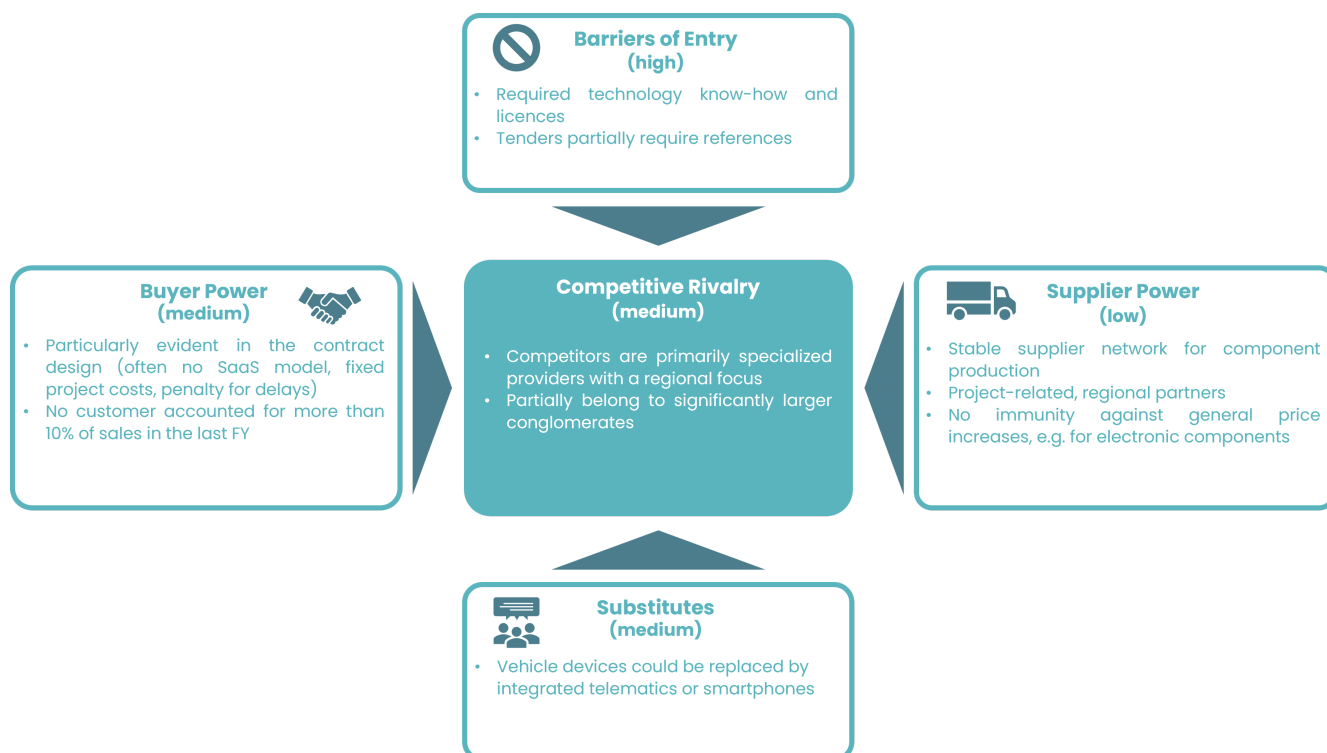 Barriers of Entry
(high)
• Required technology know-how and
licences
• Tenders partially require references
Buyer Power
(medium)
• Particularly evident in the contract
design (often no SaaS model, fixed
project costs, penalty for delays)
• No customer accounted for more than
10% of sales in the last FY
Competitive Rivalry
(medium)
• Competitors are primarily specialized
providers with a regional focus
• Partially belong to significantly larger
conglomerates
Supplier Power
(low)
• Stable supplier network for component
production
• Project-related, regional partners
• No immunity against general price
increases, e.g. for electronic components
Substitutes
(medium)
• Vehicle devices could be replaced by
integrated telematics or smartphones